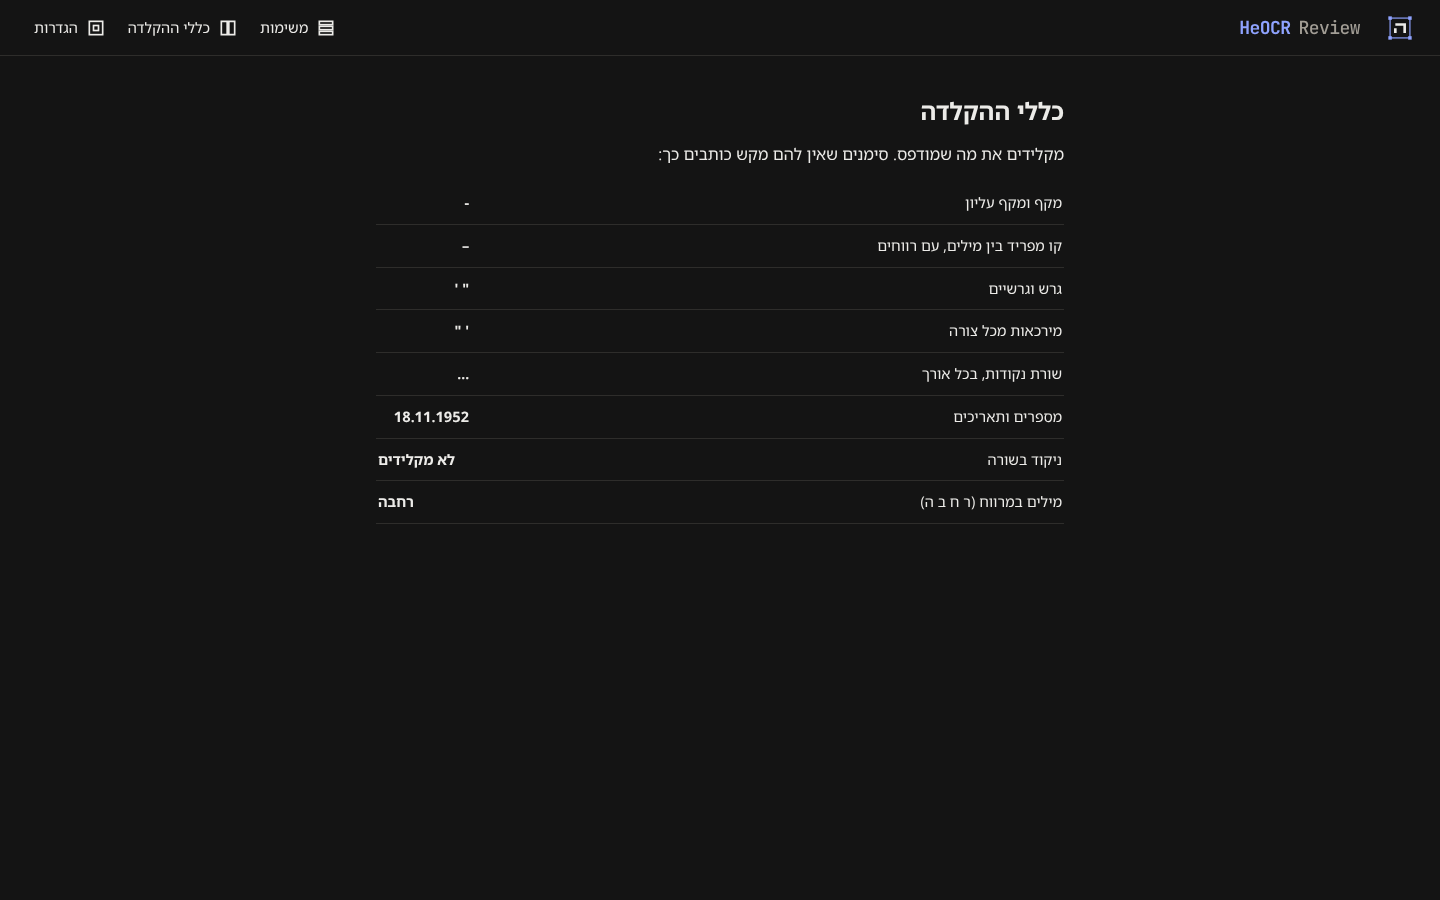 ה HeOCR Review
משימות כללי ההקלדה הגדרות
כללי ההקלדה
מקלידים את מה שמודפס. סימנים שאין להם מקש כותבים כך:
מקף ומקף עליון -
קו מפריד בין מילים, עם רווחים –
גרש וגרשיים ' "
מירכאות מכל צורה " '
שורת נקודות, בכל אורך ...
מספרים ותאריכים 18.11.1952
ניקוד בשורה לא מקלידים
מילים במרווח (ר ח ב ה) רחבה